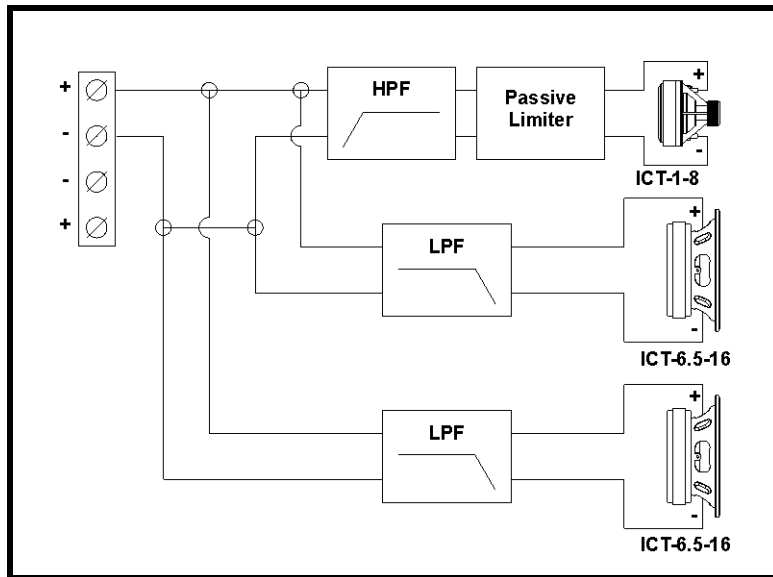 +
-
-
+
HPF
Passive
Limiter
+
-
ICT-1-8
LPF
+
-
ICT-6.5-16
LPF
+
-
ICT-6.5-16